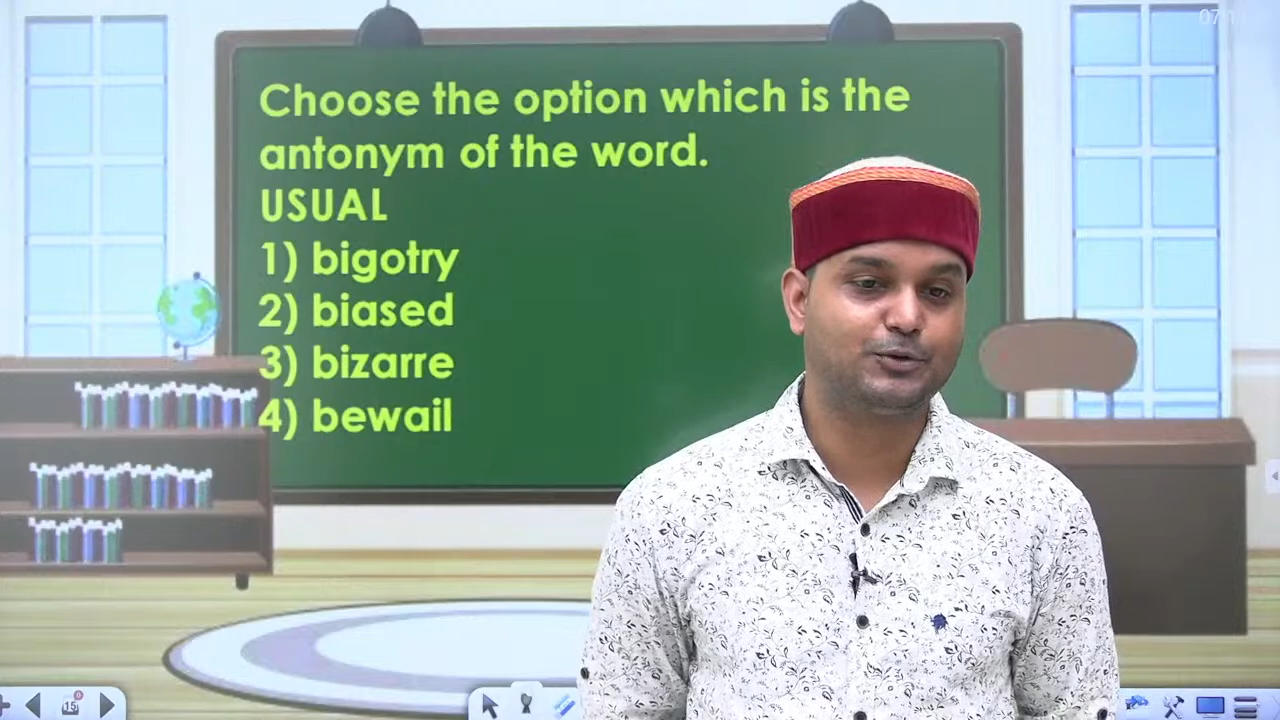 Choose the option which is the
antonym of the word.
USUAL
1) bigotry
2) biased
3) bizarre
4) bewail
15